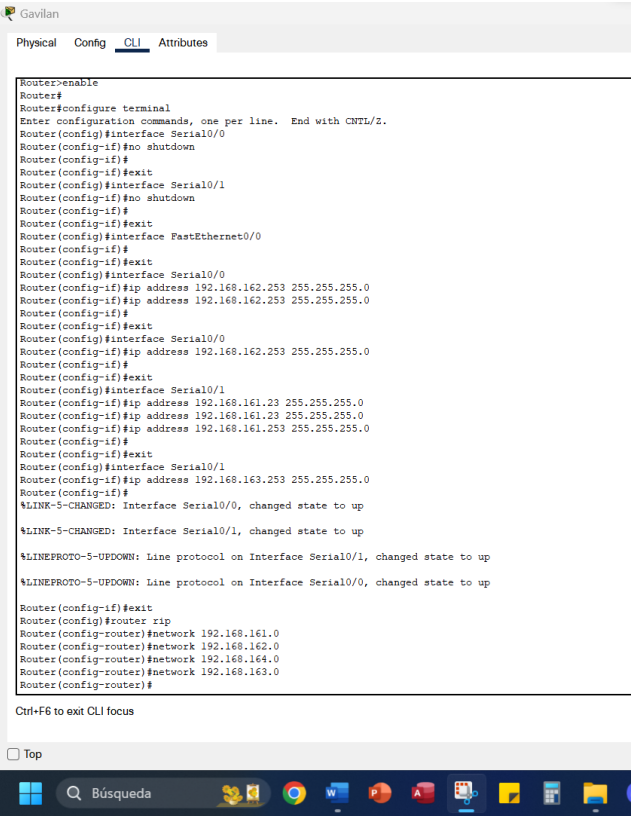 Gavilan
Physical Config CLI Attributes
Router>enable
Router#
Router#configure terminal
Enter configuration commands, one per line.  End with CNTL/Z.
Router(config)#interface Serial0/0
Router(config-if)#no shutdown
Router(config-if)#
Router(config-if)#exit
Router(config)#interface Serial0/1
Router(config-if)#no shutdown
Router(config-if)#
Router(config-if)#exit
Router(config)#interface FastEthernet0/0
Router(config-if)#
Router(config-if)#exit
Router(config)#interface Serial0/0
Router(config-if)#ip address 192.168.162.253 255.255.255.0
Router(config-if)#ip address 192.168.162.253 255.255.255.0
Router(config-if)#
Router(config-if)#exit
Router(config)#interface Serial0/0
Router(config-if)#ip address 192.168.162.253 255.255.255.0
Router(config-if)#
Router(config-if)#exit
Router(config)#interface Serial0/1
Router(config-if)#ip address 192.168.161.23 255.255.255.0
Router(config-if)#ip address 192.168.161.23 255.255.255.0
Router(config-if)#ip address 192.168.161.253 255.255.255.0
Router(config-if)#
Router(config-if)#exit
Router(config)#interface Serial0/1
Router(config-if)#ip address 192.168.163.253 255.255.255.0
Router(config-if)#
%LINK-5-CHANGED: Interface Serial0/0, changed state to up
%LINK-5-CHANGED: Interface Serial0/1, changed state to up
%LINEPROTO-5-UPDOWN: Line protocol on Interface Serial0/1, changed state to up
%LINEPROTO-5-UPDOWN: Line protocol on Interface Serial0/0, changed state to up
Router(config-if)#exit
Router(config)#router rip
Router(config-router)#network 192.168.161.0
Router(config-router)#network 192.168.162.0
Router(config-router)#network 192.168.164.0
Router(config-router)#network 192.168.163.0
Router(config-router)#
Ctrl+F6 to exit CLI focus
Top
Búsqueda
W P A